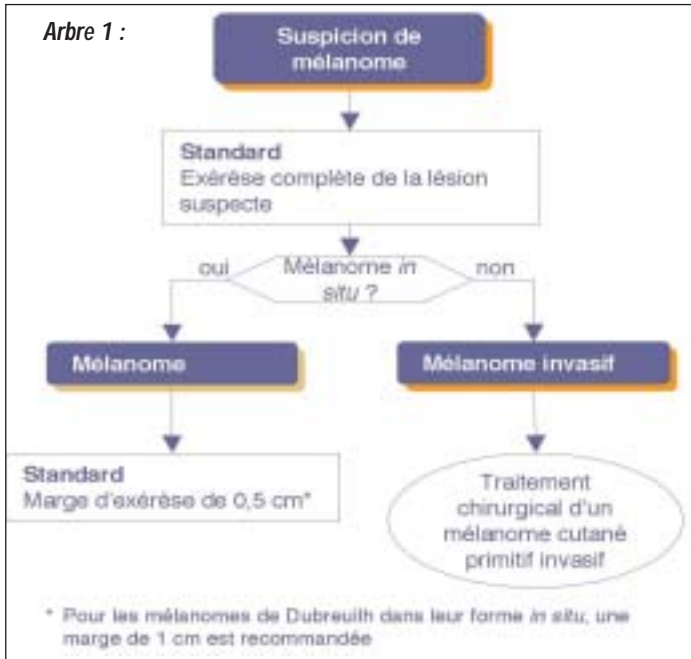 Arbre 1 :
Suspicion de
mélanome
Standard
Exérèse complète de la lésion
suspecte
oui
Mélanome in
situ ?
non
Mélanome
Mélanome invasif
Standard
Marge d'exérèse de 0,5 cm*
Traitement
chirurgical d'un
mélanome cutané
primitif invasif
* Pour les mélanomes de Dubreuilh dans leur forme in situ, une
marge de 1 cm est recommandée